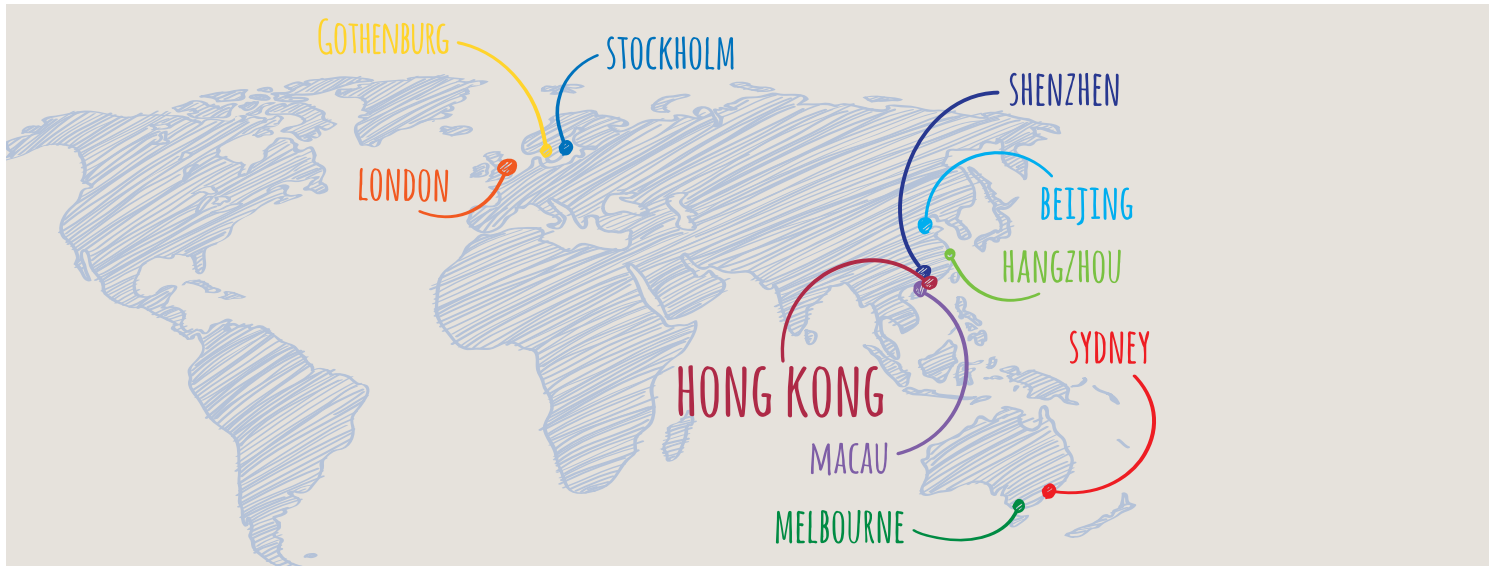 GOTHENBURG
STOCKHOLM
SHENZHEN
LONDON
BEIJING
HANGZHOU
SYDNEY
HONG KONG
MACAU
MELBOURNE